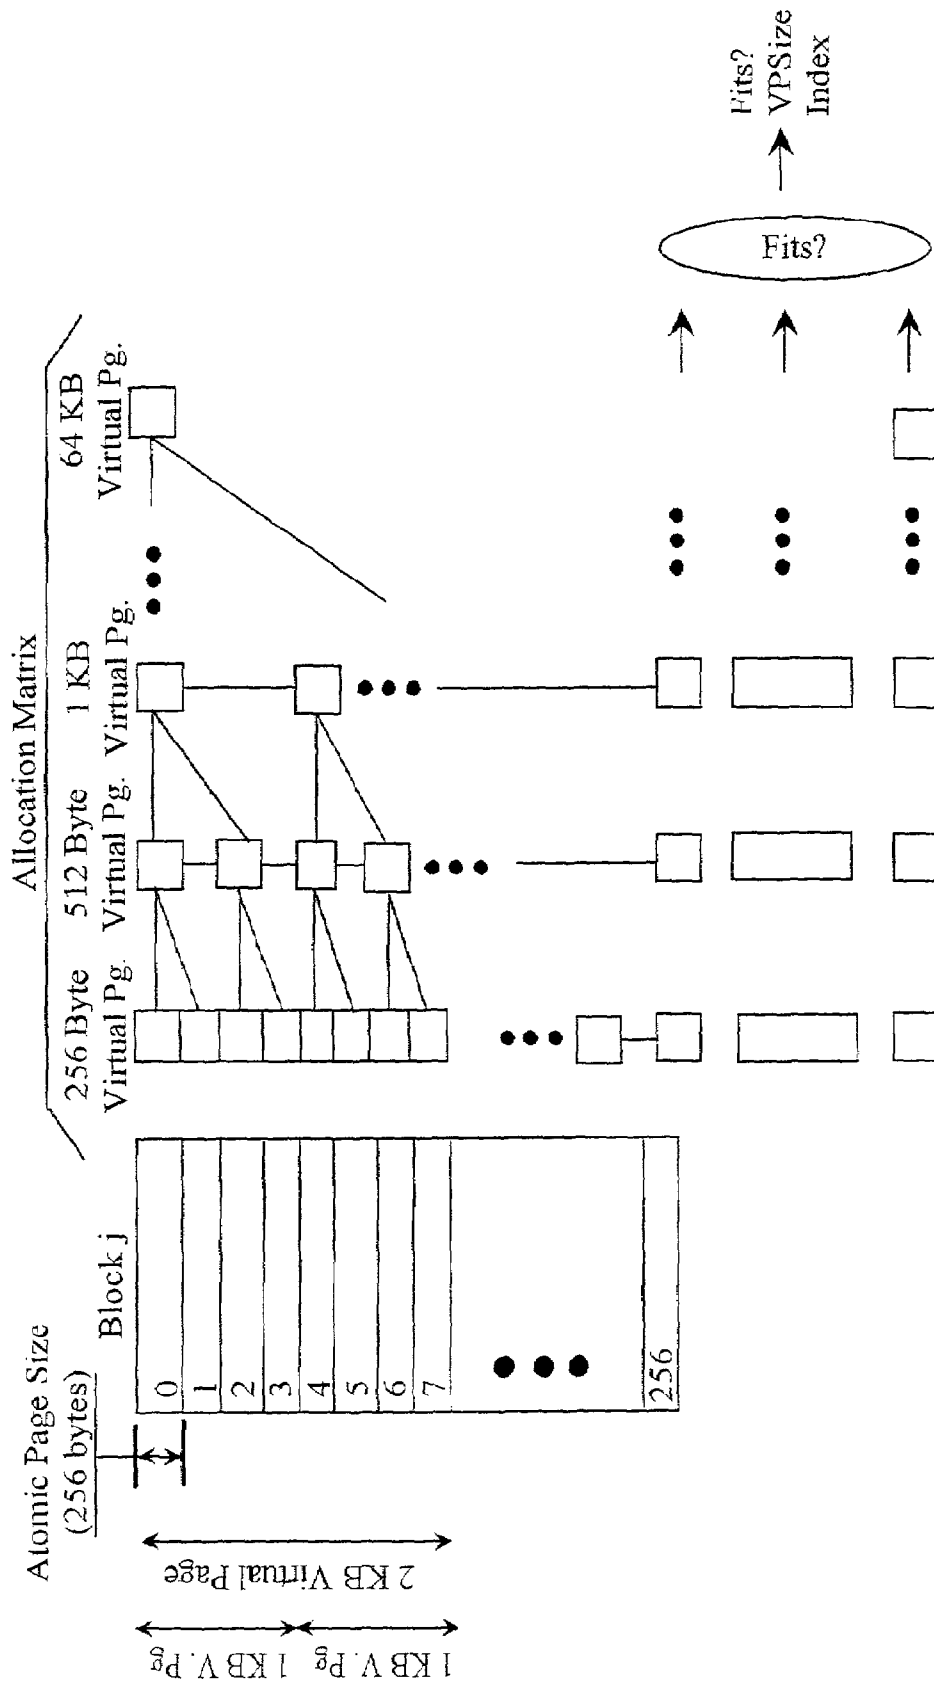 Allocation Matrix
Atomic Page Size
(256 bytes)
Block j
256 Byte
Virtual Pg.
512 Byte
Virtual Pg.
1 KB
Virtual Pg.
64 KB
Virtual Pg.
0
1
2
3
4
5
6
7
256
2 KB Virtual Page
1 KB V. Pg
1 KB V. Pg
Fits?
Fits?
VPSize
Index